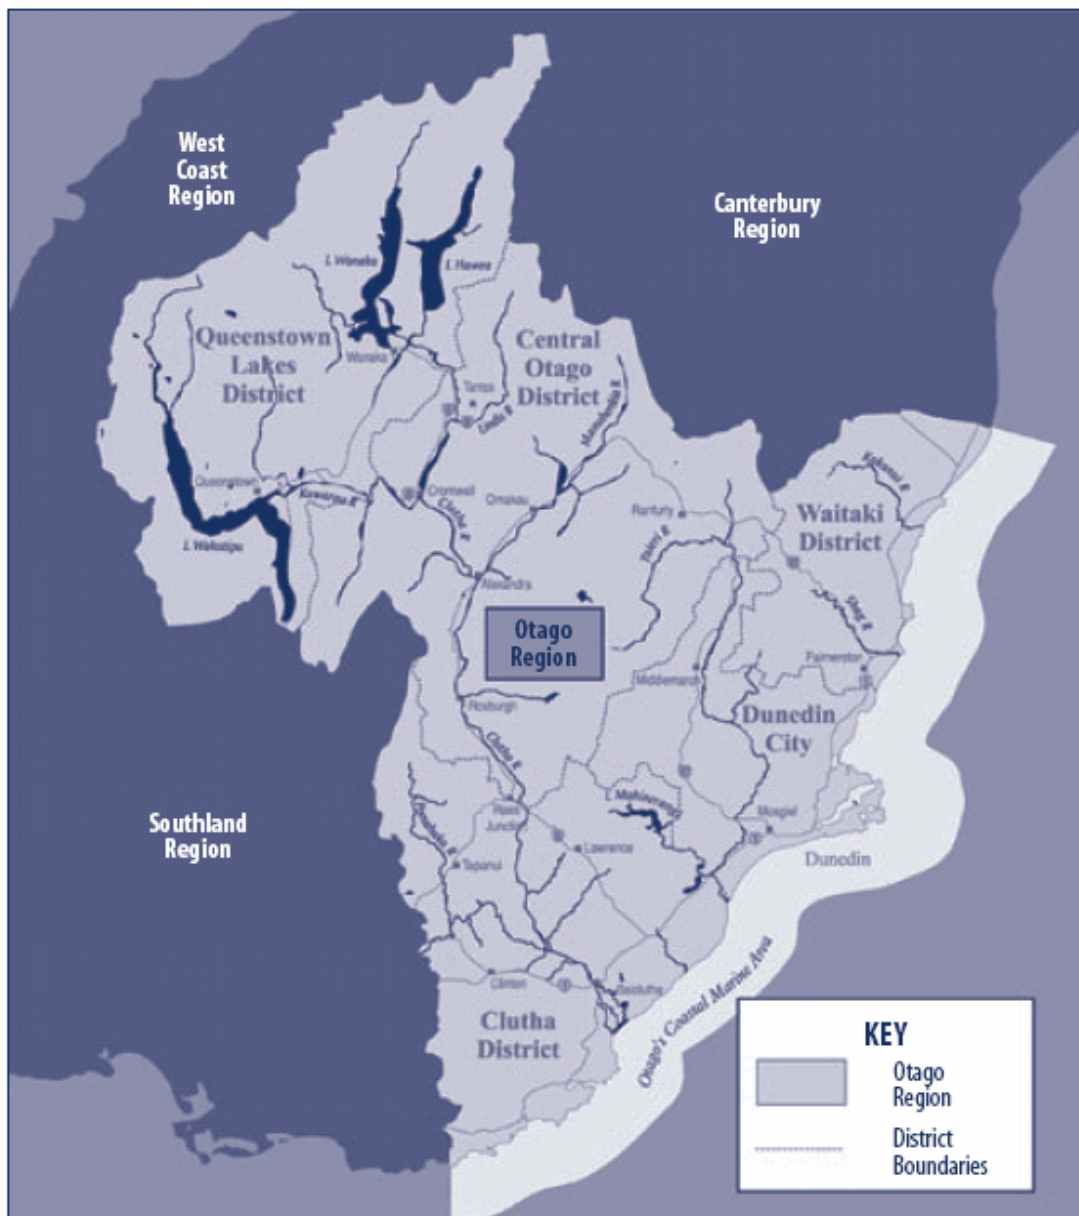 West
Coast
Region
Canterbury
Region
L Wanaka
L Hawea
Queenstown
Lakes
District
Central
Otago
District
Wanaka
Tarras
Lindis R
Manuherikia R
Kakanui R
Queenstown
Kawarau R
Cromwell
Clutha R
Omakau
Ranfurly
Waitaki
District
Taieri R
L Wakatipu
Alexandra
Shag R
Otago
Region
Palmerston
Middlemarch
Roxburgh
Dunedin
City
Clutha R
L Mahinerangi
Southland
Region
Mosgiel
Junction
Lawrence
Dunedin
Tapanui
Clinton
Balclutha
Otago's Coastal Marine Area
Clutha
District
KEY
Otago
Region
District
Boundaries